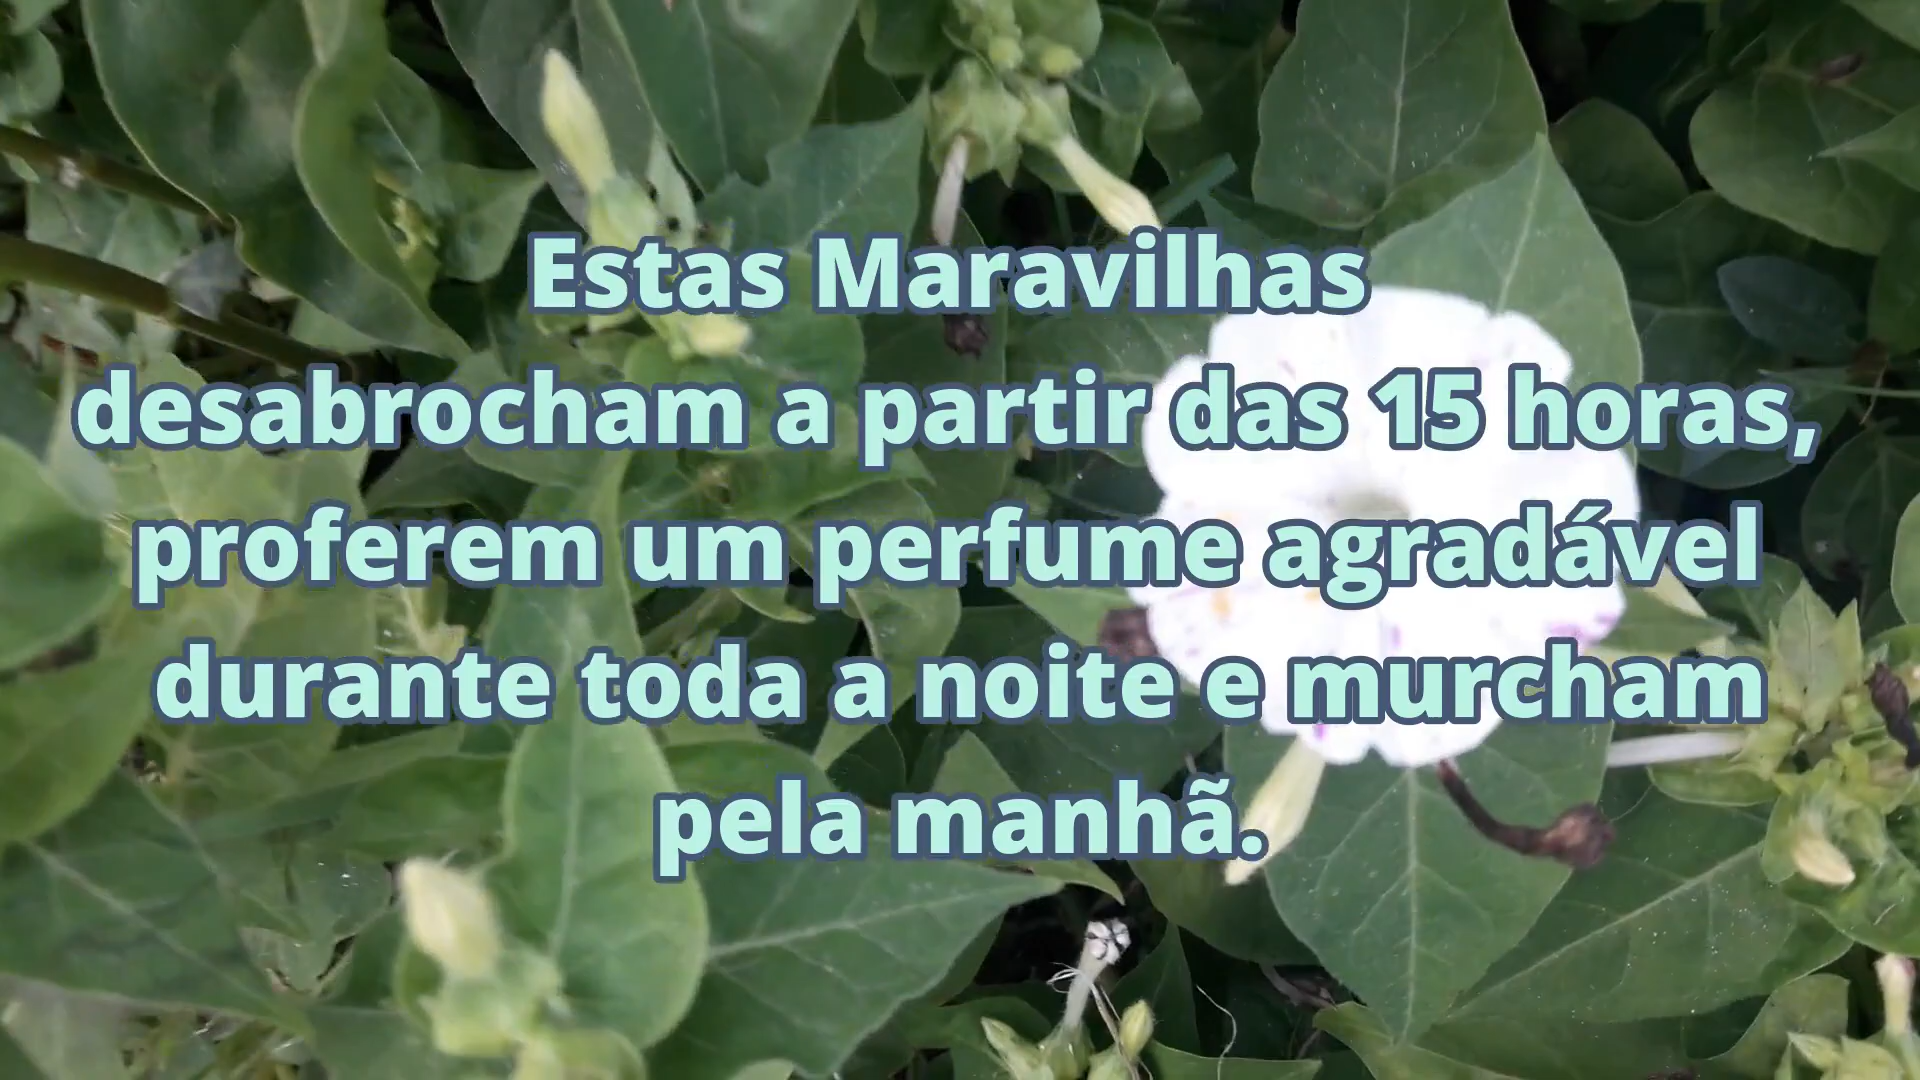 Estas Maravilhas
desabrocham a partir das 15 horas,
proferem um perfume agradável
durante toda a noite e murcham
pela manhã.